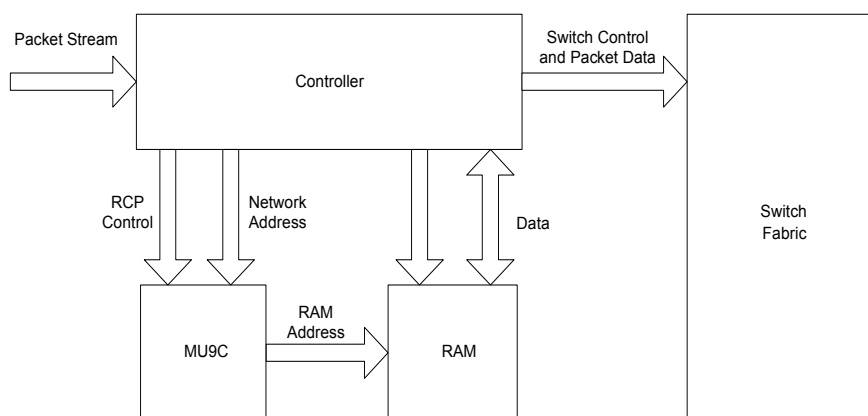 Packet Stream
Controller
Switch Control
and Packet Data
RCP
Control
Network
Address
Data
Switch
Fabric
RAM
Address
MU9C
RAM